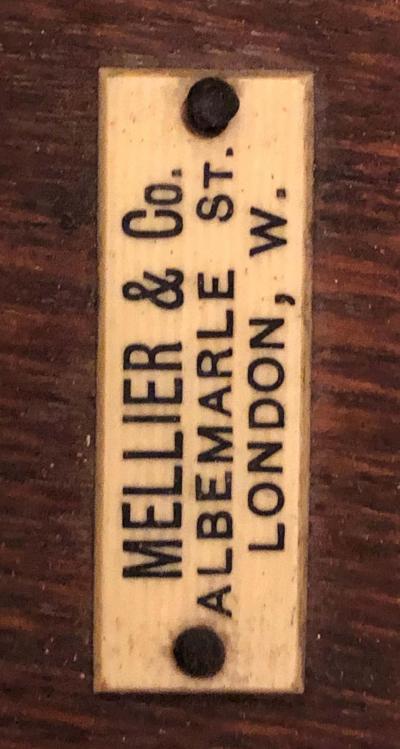 MELLIER & Co.
ALBEMARLE ST.
LONDON, W.